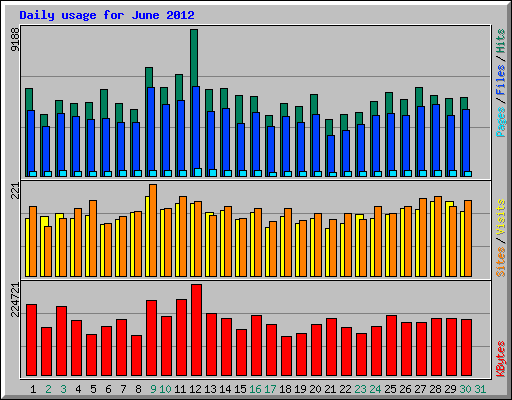 Daily usage for June 2012
9188
Pages / Files / Hits
221
Sites / Visits
224721
KBytes
1 2 3 4 5 6 7 8 9 10 11 12 13 14 15 16 17 18 19 20 21 22 23 24 25 26 27 28 29 30 31